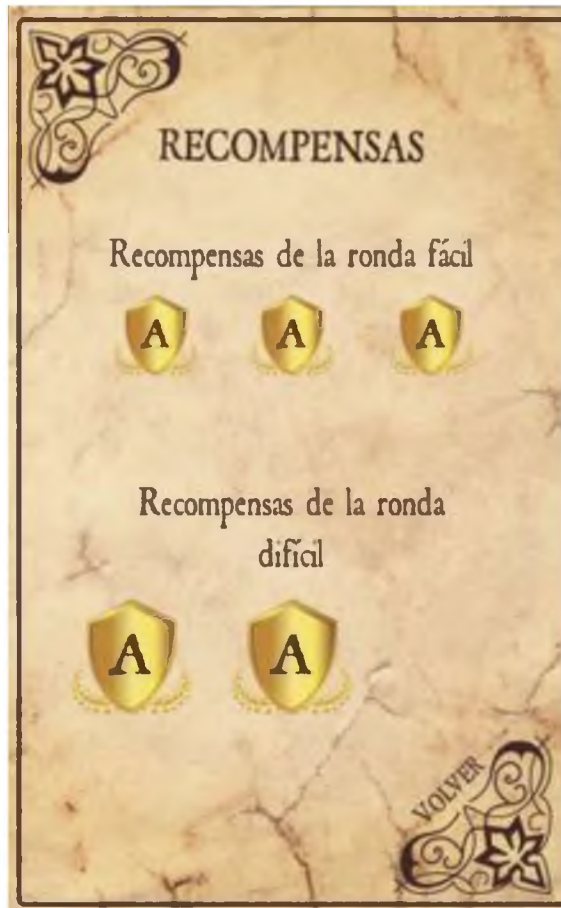 RECOMPENSAS
Recompensas de la ronda fácil
A A A
Recompensas de la ronda
difícil
A A
VOLVER